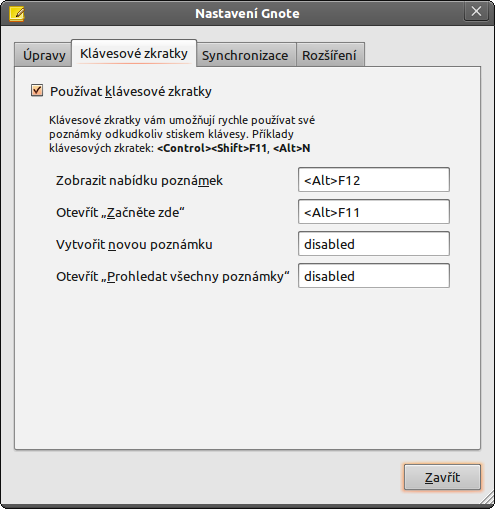 Nastavení Gnote
Úpravy
Klávesové zkratky
Synchronizace
Rozšíření
Používat klávesové zkratky
Klávesové zkratky vám umožňují rychle používat své
poznámky odkudkoliv stiskem klávesy. Příklady
klávesových zkratek: <Control><Shift>F11, <Alt>N
Zobrazit nabídku poznámek
<Alt>F12
Otevřít „Začněte zde“
<Alt>F11
Vytvořit novou poznámku
disabled
Otevřít „Prohledat všechny poznámky“
disabled
Zavřít